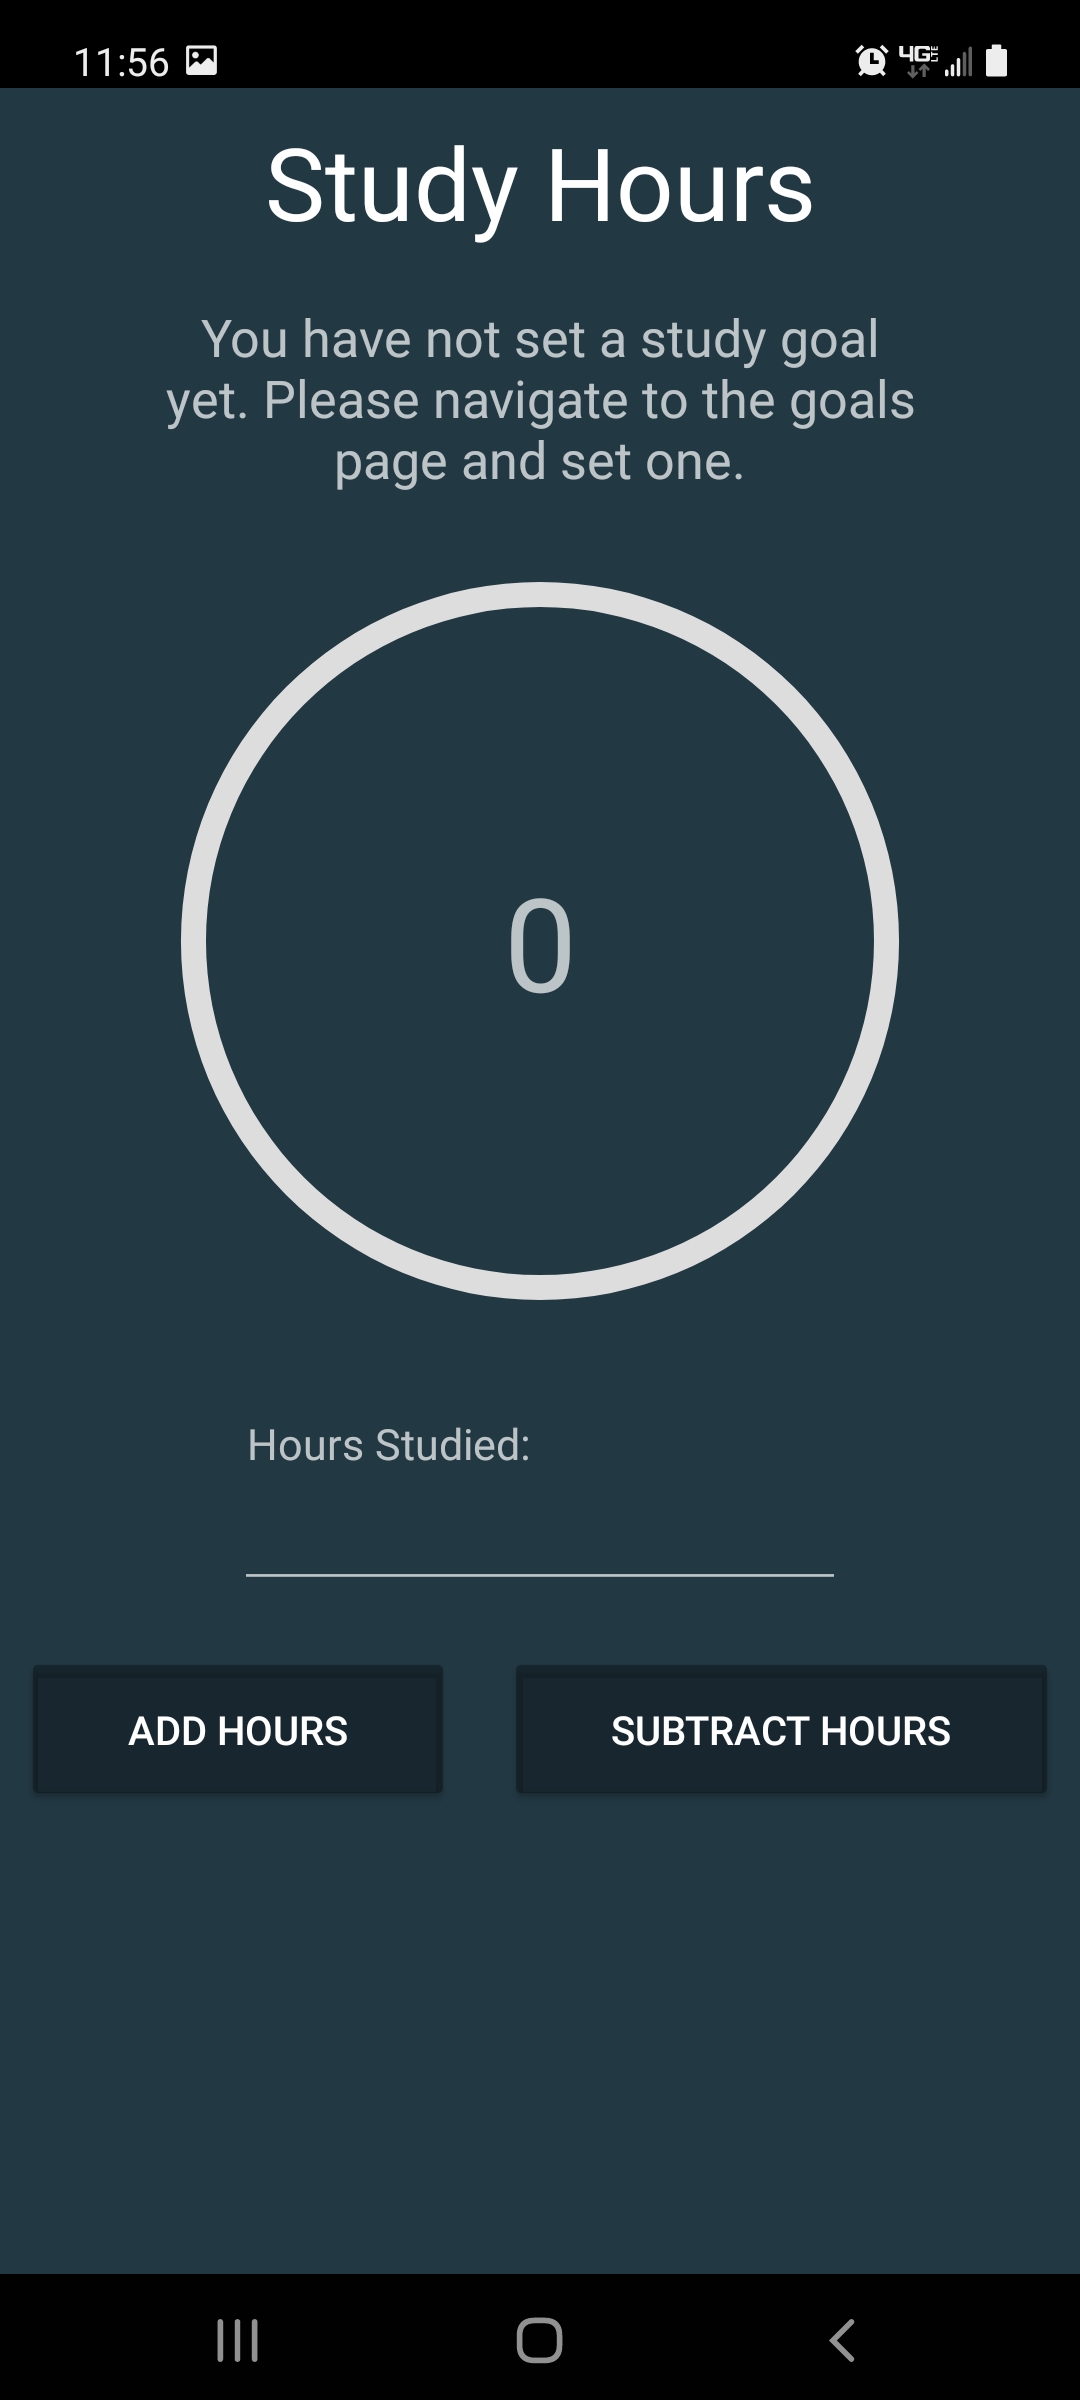 11:56
4G LTE
Study Hours
You have not set a study goal
yet. Please navigate to the goals
page and set one.
0
Hours Studied:
ADD HOURS
SUBTRACT HOURS